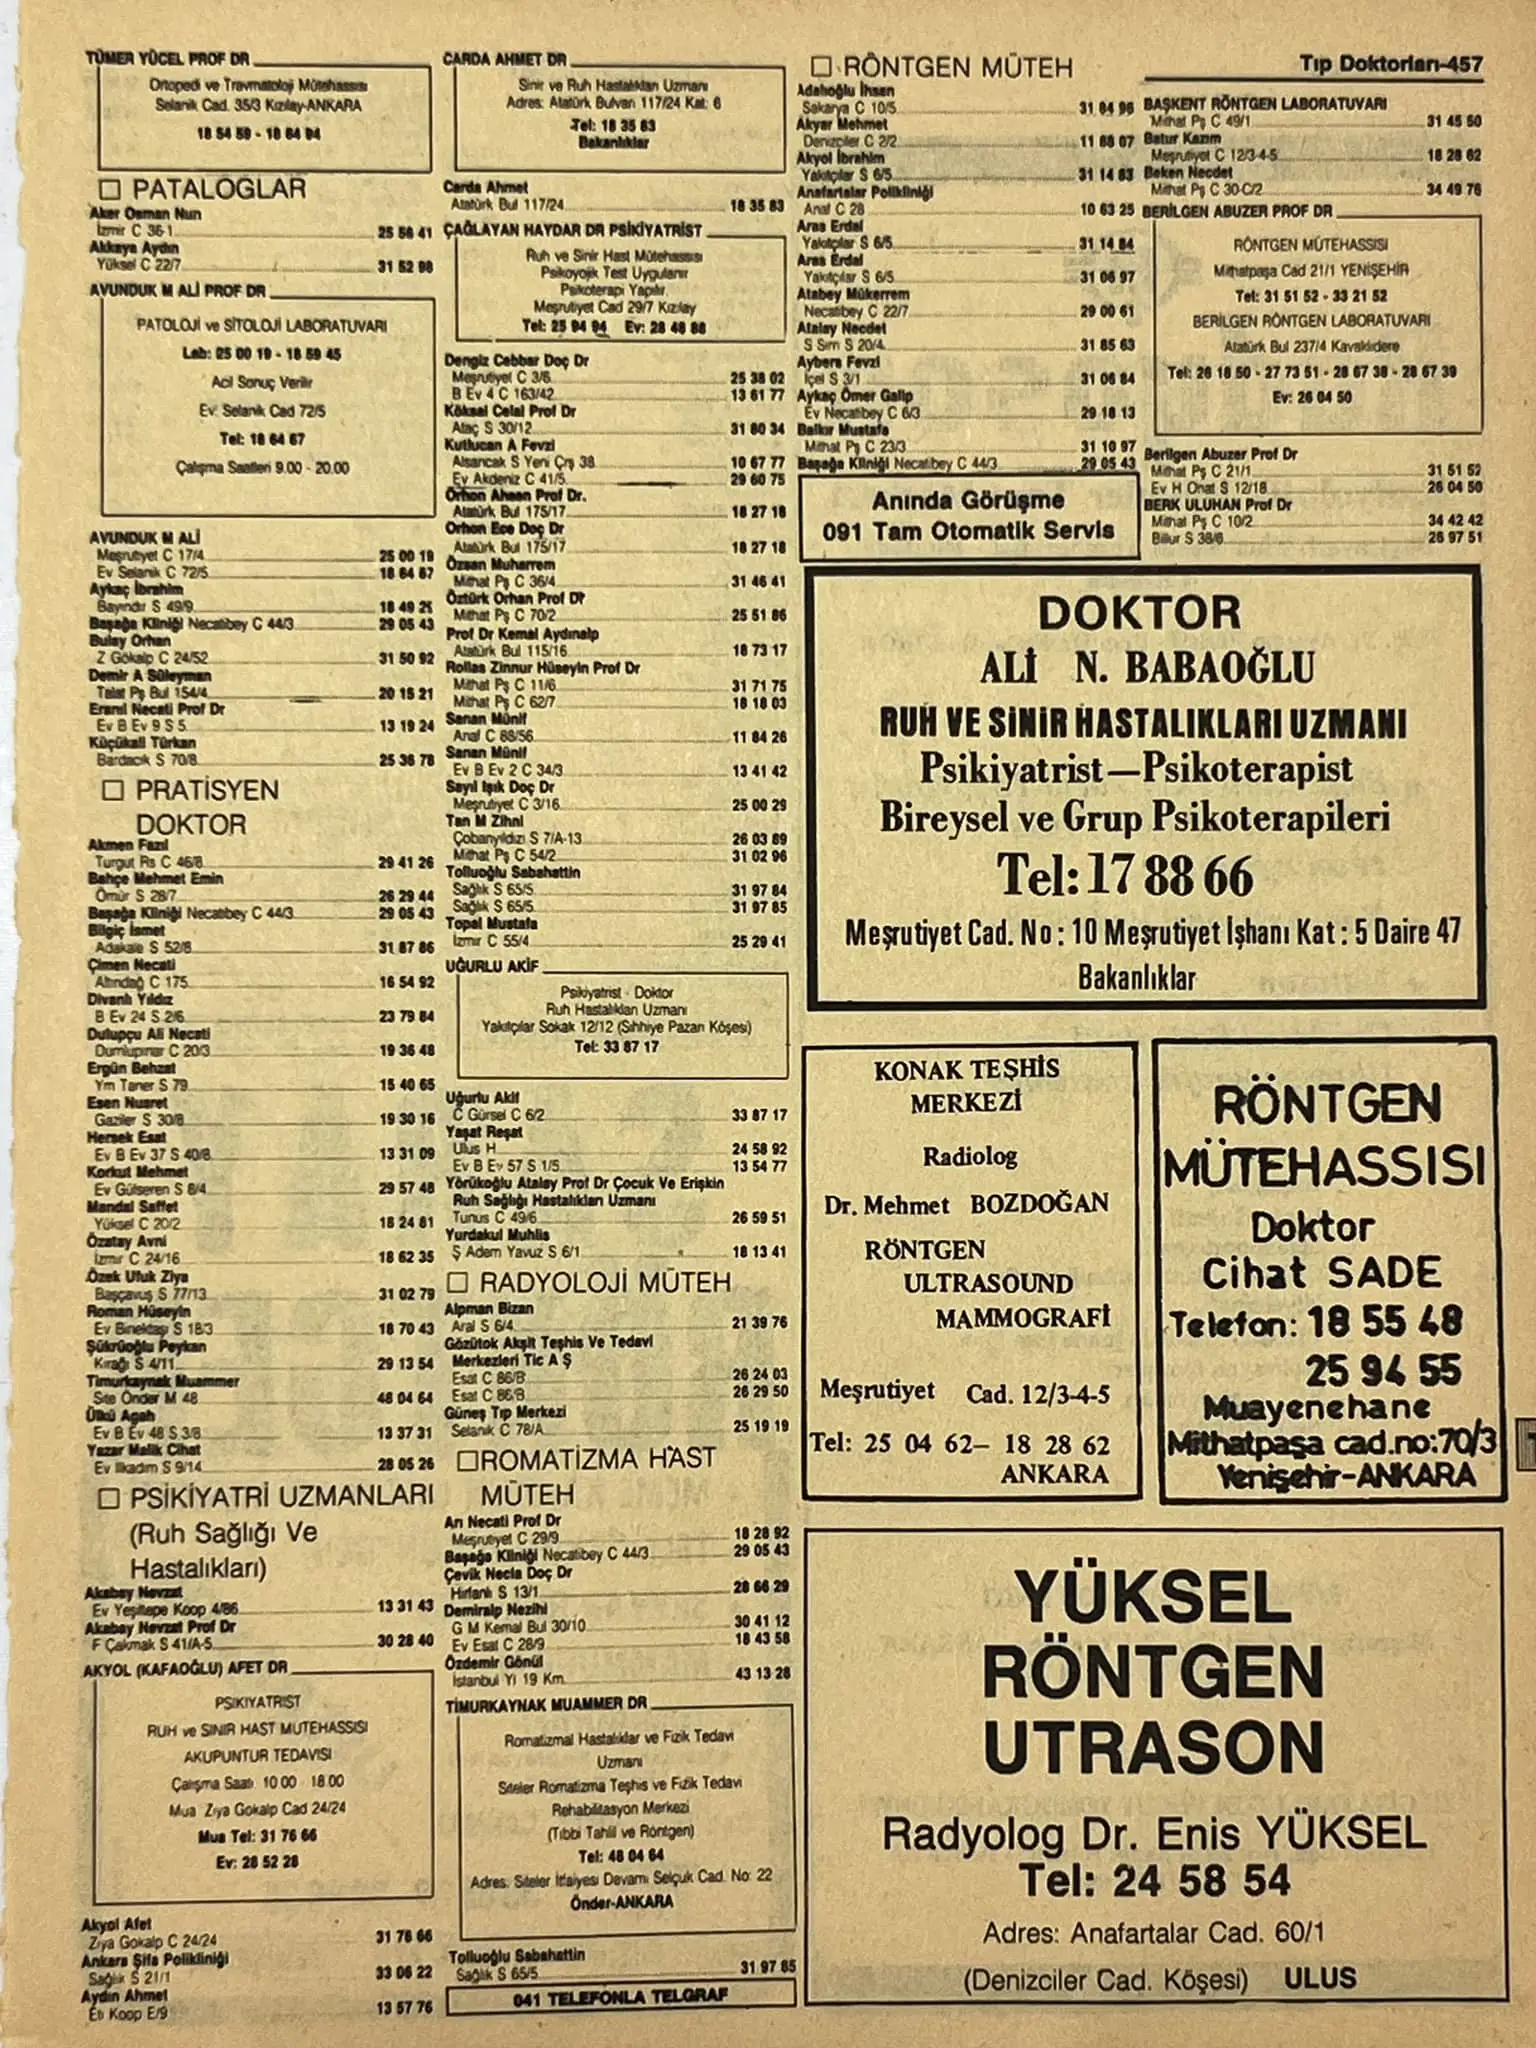 TÜMER YÜCEL PROF DR
Ortopedi ve Travmatoloji Mütehassısı
Selanik Cad. 35/3 Kızılay-ANKARA
18 54 59 - 18 64 94
□ PATALOGLAR
Aker Osman Nuri
İzmir C 36-1 25 56 41
Akkaya Aydın
Yüksel C 22/7 31 52 98
AVUNDUK M ALİ PROF DR
PATOLOJİ ve SİTOLOJİ LABORATUVARI
Lab: 25 00 19 - 18 59 45
Acil Sonuç Verilir
Ev: Selanik Cad 72/5
Tel: 18 64 67
Çalışma Saatleri 9.00 - 20.00
AVUNDUK M ALİ
Meşrutiyet C 17/4 25 00 19
Ev Selanik C 72/5 18 64 67
Aykaç İbrahim
Bayındır S 49/9 18 49 25
Başağa Kliniği Necatibey C 44/3 29 05 43
Bulay Orhan
Z Gökalp C 24/52 31 50 92
Demir A Süleyman
Talat Pş Bul 154/4 20 15 21
Eranıl Necati Prof Dr
Ev B Ev 9 S 5 13 19 24
Küçükali Türkan
Bardacık S 70/8 25 36 78
□ PRATİSYEN
DOKTOR
Akmen Fazıl
Turgut Rs C 46/8 29 41 26
Bahçe Mehmet Emin
Ömür S 28/7 26 29 44
Başağa Kliniği Necatibey C 44/3 29 05 43
Bilgiç İsmet
Adakale S 52/8 31 87 86
Çimen Necati
Altındağ C 175 16 54 92
Divanlı Yıldız
B Ev 24 S 2/6 23 79 84
Dulupçu Ali Necati
Dumlupınar C 20/3 19 36 48
Ergün Behzat
Ym Taner S 79 15 40 65
Esen Nusret
Gaziler S 30/8 19 30 16
Hersek Esat
Ev B Ev 37 S 40/8 13 31 09
Korkut Mehmet
Ev Gülseren S 8/4 29 57 48
Mandal Saffet
Yüksel C 20/2 18 24 81
Özatay Avni
İzmir C 24/16 18 62 35
Özek Ufuk Ziya
Başçavuş S 77/13 31 02 79
Roman Hüseyin
Ev Binektaşı S 18/3 18 70 43
Şükrüoğlu Peykan
Kırağı S 4/11 29 13 54
Timurkaynak Muammer
Site Önder M 48 48 04 64
Ülkü Agah
Ev B Ev 48 S 3/8 13 37 31
Yazar Malik Cihat
Ev İlkadım S 9/14 28 05 26
□ PSİKİYATRİ UZMANLARI
(Ruh Sağlığı Ve
Hastalıkları)
Akabay Nevzat
Ev Yeşiltepe Koop 4/86 13 31 43
Akabay Nevzat Prof Dr
F Çakmak S 41/A-5 30 28 40
AKYOL (KAFAOĞLU) AFET DR
PSİKİYATRİST
RUH ve SİNİR HAST MÜTEHASSISI
AKUPUNTUR TEDAVİSİ
Çalışma Saatı 10 00 18 00
Mua Ziya Gökalp Cad 24/24
Mua Tel: 31 76 66
Ev: 28 52 28
Akyol Afet
Ziya Gökalp C 24/24 31 76 66
Ankara Şifa Polikliniği
Sağlık S 21/1 33 06 22
Aydın Ahmet
Eti Koop E/9 13 57 76
CARDA AHMET DR
Sinir ve Ruh Hastalıkları Uzmanı
Adres: Atatürk Bulvarı 117/24 Kat: 6
Tel: 18 35 83
Bakanlıklar
Carda Ahmet
Atatürk Bul 117/24 18 35 83
ÇAĞLAYAN HAYDAR DR PSİKİYATRİST
Ruh ve Sinir Hast Mütehassısı
Psikoyojik Test Uygulanır
Psikoterapi Yapılır
Meşrutiyet Cad 29/7 Kızılay
Tel: 25 94 94 Ev: 28 48 88
Dengiz Cebbar Doç Dr
Meşrutiyet C 3/6 25 38 02
B Ev 4 C 163/42 13 61 77
Köksal Celal Prof Dr
Ataç S 30/12 31 80 34
Kutlucan A Fevzi
Alsancak S Yeni Çrş 38 10 67 77
Ev Akdeniz C 41/5 29 60 75
Orhon Ahsen Prof Dr.
Atatürk Bul 175/17 18 27 18
Orhon Ece Doç Dr
Atatürk Bul 175/17 18 27 18
Özsan Muharrem
Mithat Pş C 36/4 31 46 41
Öztürk Orhan Prof Dr
Mithat Pş C 70/2 25 51 86
Prof Dr Kemal Aydınalp
Atatürk Bul 115/16 18 73 17
Rollas Zinnur Hüseyin Prof Dr
Mithat Pş C 11/6 31 71 75
Mithat Pş C 62/7 18 18 03
Sanan Münif
Anaf C 88/56 11 84 26
Sanan Münif
Ev B Ev 2 C 34/3 13 41 42
Sayıl Işık Doç Dr
Meşrutiyet C 3/16 25 00 29
Tan M Zihni
Çobanyıldızı S 7/A-13 26 03 89
Mithat Pş C 54/2 31 02 96
Tolluoğlu Sabahattin
Sağlık S 65/5 31 97 84
Sağlık S 65/5 31 97 85
Topal Mustafa
İzmir C 55/4 25 29 41
UĞURLU AKİF
Psikiyatrist - Doktor
Ruh Hastalıkları Uzmanı
Yakıtçılar Sokak 12/12 (Sıhhiye Pazarı Köşesi)
Tel: 33 87 17
Uğurlu Akif
C Gürsel C 6/2 33 87 17
Yaşat Reşat
Ulus H 24 58 92
Ev B Ev 57 S 1/5 13 54 77
Yörükoğlu Atalay Prof Dr Çocuk Ve Erişkin
Ruh Sağlığı Hastalıkları Uzmanı
Tunus C 49/6 26 59 51
Yurdakul Muhlis
Ş Adem Yavuz S 6/1 18 13 41
□ RADYOLOJİ MÜTEH
Alpman Bizan
Aral S 6/4 21 39 76
Gözütok Akşit Teşhis Ve Tedavi
Merkezleri Tic A Ş
Esat C 86/B 26 24 03
Esat C 86/B 26 29 50
Güneş Tıp Merkezi
Selanik C 78/A 25 19 19
□ROMATİZMA HAST
MÜTEH
Arı Necati Prof Dr
Meşrutiyet C 29/9 18 28 92
Başağa Kliniği Necatibey C 44/3 29 05 43
Çevik Necla Doç Dr
Hirfanlı S 13/1 28 66 29
Demiralp Nezihi
G M Kemal Bul 30/10 30 41 12
Ev Esat C 28/9 18 43 58
Özdemir Gönül
İstanbul Yl 19 Km 43 13 28
TİMURKAYNAK MUAMMER DR
Romatizmal Hastalıklar ve Fizik Tedavi
Uzmanı
Siteler Romatizma Teşhis ve Fizik Tedavi
Rehabilitasyon Merkezi
(Tıbbi Tahlil ve Röntgen)
Tel: 48 04 64
Adres: Siteler İtfaiyesi Devamı Selçuk Cad. No: 22
Önder-ANKARA
Tolluoğlu Sabahattin
Sağlık S 65/5 31 97 85
041 TELEFONLA TELGRAF
□ RÖNTGEN MÜTEH
Adalıoğlu İhsan
Sakarya C 10/5 31 84 96
Akyar Mehmet
Denizciler C 2/2 11 88 07
Akyol İbrahim
Yakıtçılar S 6/5 31 14 83
Anafartalar Polikliniği
Anaf C 28 10 63 25
Aras Erdal
Yakıtçılar S 6/5 31 14 84
Aras Erdal
Yakıtçılar S 6/5 31 06 97
Atabey Mükerrem
Necatibey C 22/7 29 00 61
Atalay Necdet
S Sırrı S 20/4 31 85 63
Aybers Fevzi
İçel S 3/1 31 06 84
Aykaç Ömer Galip
Ev Necatibey C 6/3 29 18 13
Balkır Mustafa
Mithat Pş C 23/3 31 10 97
Başağa Kliniği Necatibey C 44/3 29 05 43
Anında Görüşme
091 Tam Otomatik Servis
Tıp Doktorları-457
BAŞKENT RÖNTGEN LABORATUVARI
Mithat Pş C 49/1 31 45 50
Batur Kazım
Meşrutiyet C 12/3-4-5 18 28 62
Beken Necdet
Mithat Pş C 30-C/2 34 49 76
BERİLGEN ABUZER PROF DR
RÖNTGEN MÜTEHASSISI
Mithatpaşa Cad 21/1 YENİŞEHİR
Tel: 31 51 52 - 33 21 52
BERİLGEN RÖNTGEN LABORATUVARI
Atatürk Bul 237/4 Kavaklıdere
Tel: 26 18 50 - 27 73 51 - 28 67 38 - 28 67 39
Ev: 26 04 50
Berilgen Abuzer Prof Dr
Mithat Pş C 21/1 31 51 52
Ev H Onat S 12/18 26 04 50
BERK ULUHAN Prof Dr
Mithat Pş C 10/2 34 42 42
Billur S 38/6 26 97 51
DOKTOR
ALİ N. BABAOĞLU
RUH VE SİNİR HASTALIKLARI UZMANI
Psikiyatrist—Psikoterapist
Bireysel ve Grup Psikoterapileri
Tel: 17 88 66
Meşrutiyet Cad. No : 10 Meşrutiyet İşhanı Kat : 5 Daire 47
Bakanlıklar
KONAK TEŞHİS
MERKEZİ
Radiolog
Dr. Mehmet BOZDOĞAN
RÖNTGEN
ULTRASOUND
MAMMOGRAFİ
Meşrutiyet Cad. 12/3-4-5
Tel: 25 04 62– 18 28 62
ANKARA
RÖNTGEN
MÜTEHASSISI
Doktor
Cihat SADE
Telefon: 18 55 48
25 94 55
Muayenehane
Mithatpaşa cad.no:70/3
Yenişehir-ANKARA
YÜKSEL
RÖNTGEN
UTRASON
Radyolog Dr. Enis YÜKSEL
Tel: 24 58 54
Adres: Anafartalar Cad. 60/1
(Denizciler Cad. Köşesi) ULUS